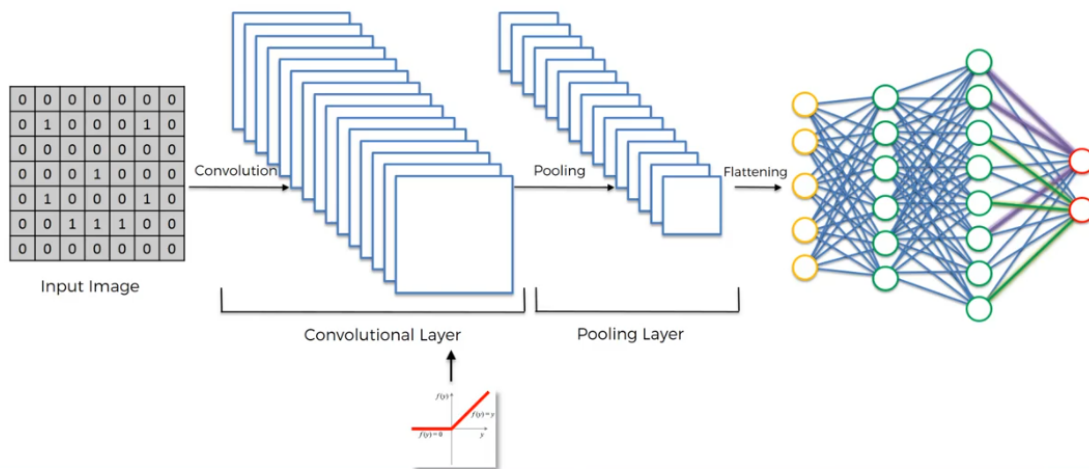 0 0 0 0 0 0 0
0 1 0 0 0 1 0
0 0 0 0 0 0 0
0 0 0 1 0 0 0
0 1 0 0 0 1 0
0 0 1 1 1 0 0
0 0 0 0 0 0 0
Input Image
Convolution
Pooling
Flattening
Convolutional Layer
Pooling Layer
f(y)
f(y)=y
f(y)=0
y